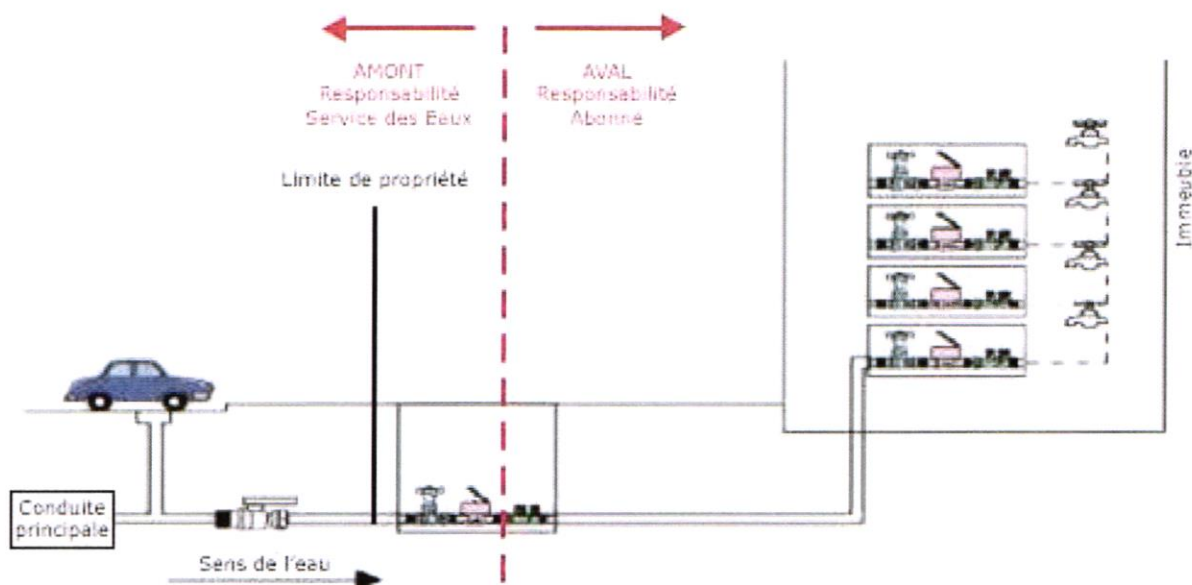 AMONT
Responsabilité
Service des Eaux
AVAL
Responsabilité
Abonné
Limite de propriété
Immeuble
Conduite
principale
Sens de l'eau